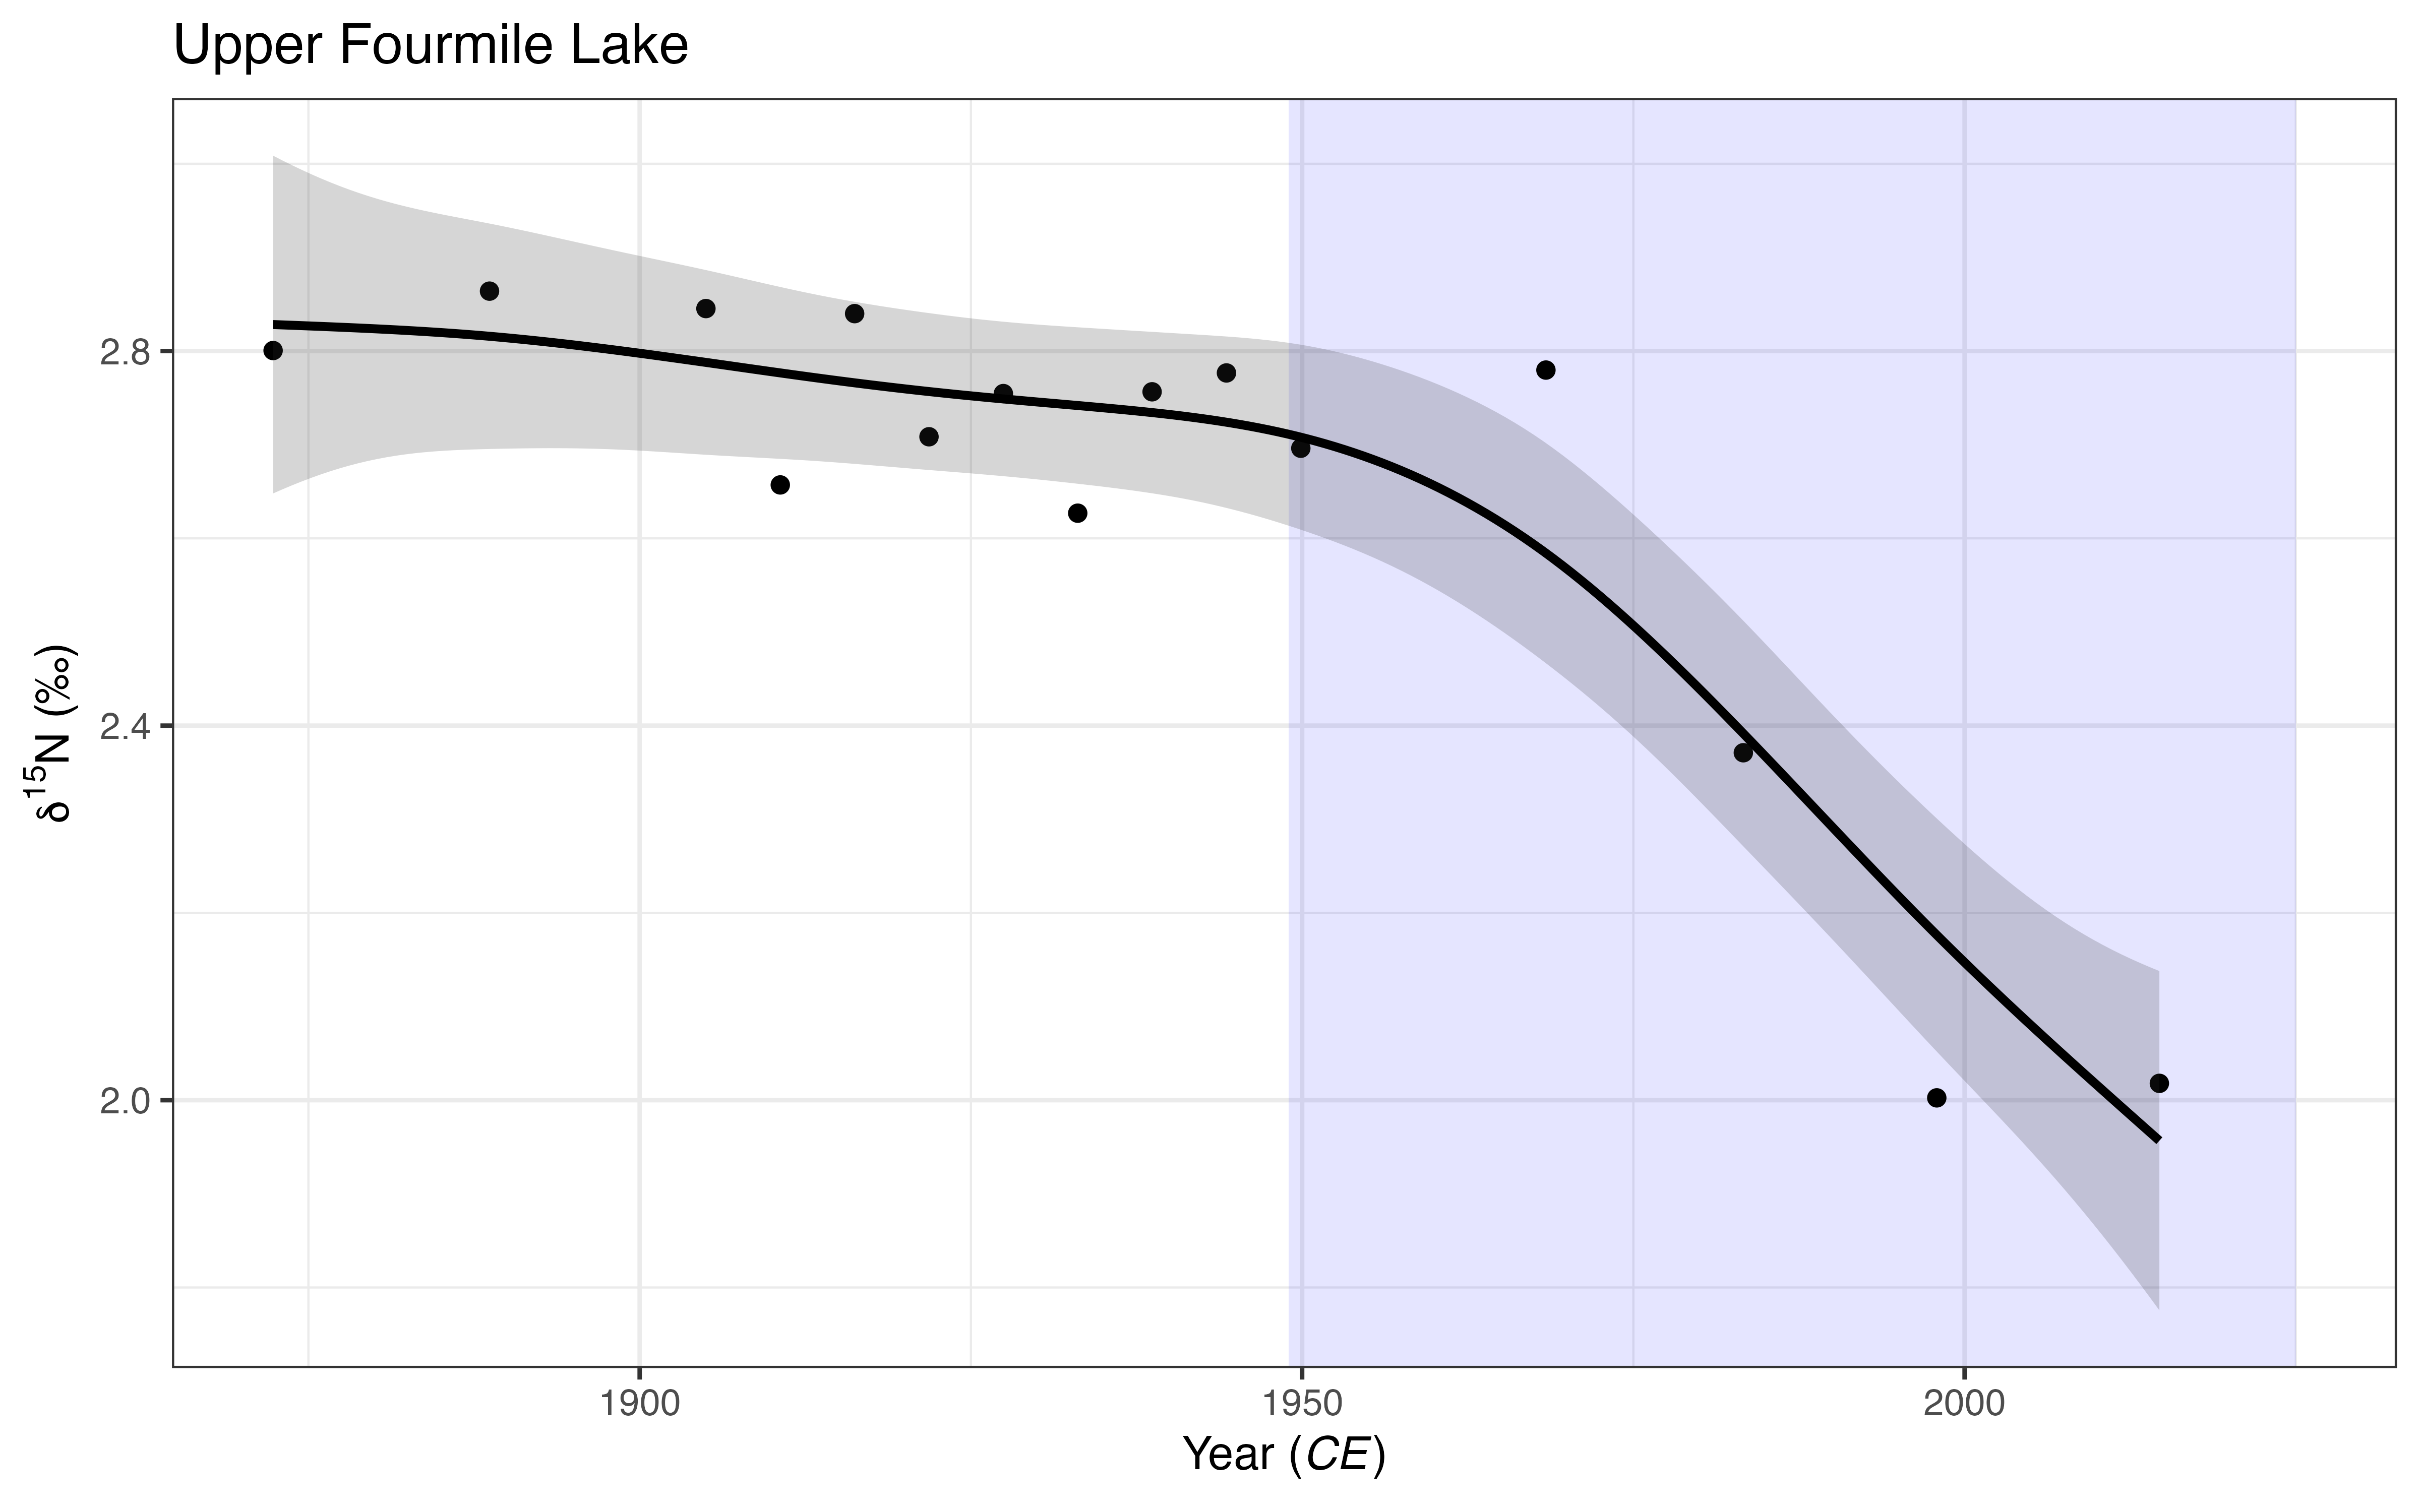 Upper Fourmile Lake
δ¹⁵N (‰)
2.8
2.4
2.0
1900
1950
2000
Year (CE)